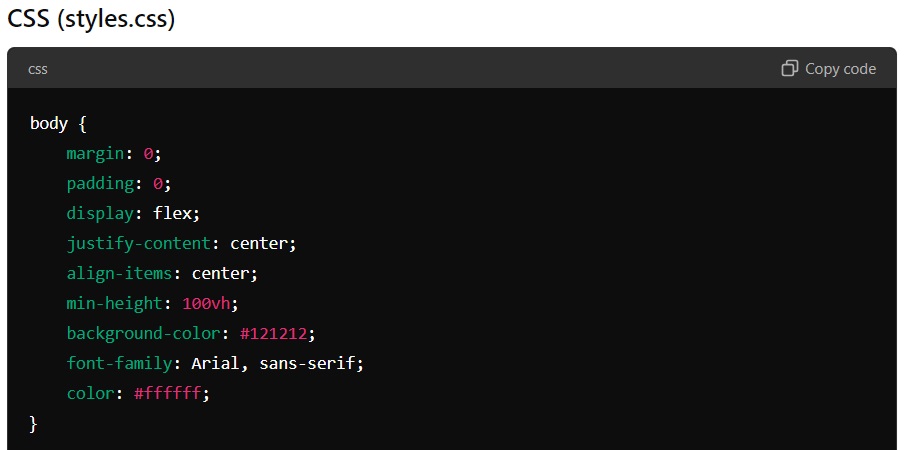 CSS (styles.css)
css Copy code
body {
    margin: 0;
    padding: 0;
    display: flex;
    justify-content: center;
    align-items: center;
    min-height: 100vh;
    background-color: #121212;
    font-family: Arial, sans-serif;
    color: #ffffff;
}